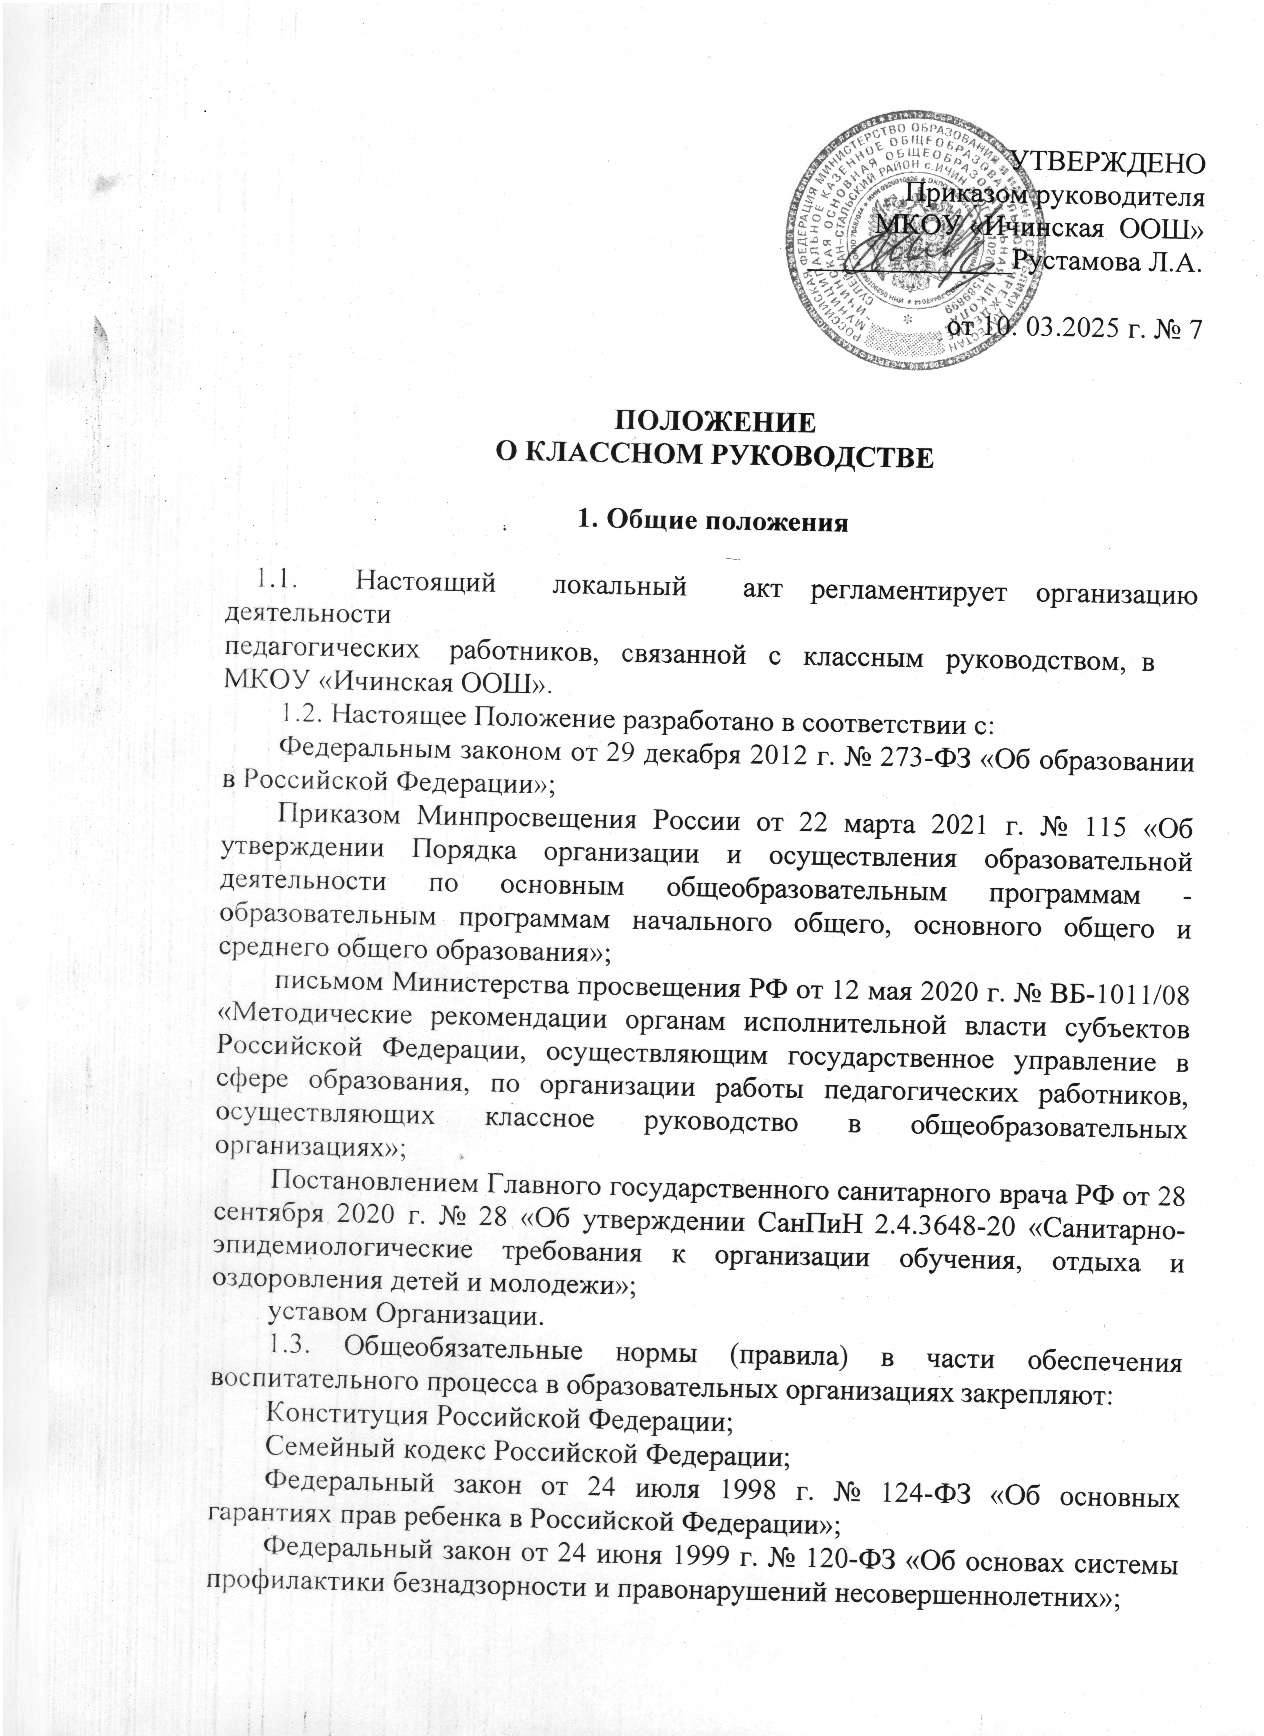 УТВЕРЖДЕНО
Приказом руководителя
МКОУ «Ичинская ООШ»
Рустамова Л.А.
от 10. 03.2025 г. № 7
ПОЛОЖЕНИЕ
О КЛАССНОМ РУКОВОДСТВЕ
1. Общие положения
1.1. Настоящий локальный акт регламентирует организацию
деятельности
педагогических работников, связанной с классным руководством, в
МКОУ «Ичинская ООШ».
1.2. Настоящее Положение разработано в соответствии с:
Федеральным законом от 29 декабря 2012 г. № 273-ФЗ «Об образовании
в Российской Федерации»;
Приказом Минпросвещения России от 22 марта 2021 г. № 115 «Об
утверждении Порядка организации и осуществления образовательной
деятельности по основным общеобразовательным программам -
образовательным программам начального общего, основного общего и
среднего общего образования»;
письмом Министерства просвещения РФ от 12 мая 2020 г. № ВБ-1011/08
«Методические рекомендации органам исполнительной власти субъектов
Российской Федерации, осуществляющим государственное управление в
сфере образования, по организации работы педагогических работников,
осуществляющих классное руководство в общеобразовательных
организациях»;
Постановлением Главного государственного санитарного врача РФ от 28
сентября 2020 г. № 28 «Об утверждении СанПиН 2.4.3648-20 «Санитарно-
эпидемиологические требования к организации обучения, отдыха и
оздоровления детей и молодежи»;
уставом Организации.
1.3. Общеобязательные нормы (правила) в части обеспечения
воспитательного процесса в образовательных организациях закрепляют:
Конституция Российской Федерации;
Семейный кодекс Российской Федерации;
Федеральный закон от 24 июля 1998 г. № 124-ФЗ «Об основных
гарантиях прав ребенка в Российской Федерации»;
Федеральный закон от 24 июня 1999 г. № 120-ФЗ «Об основах системы
профилактики безнадзорности и правонарушений несовершеннолетних»;